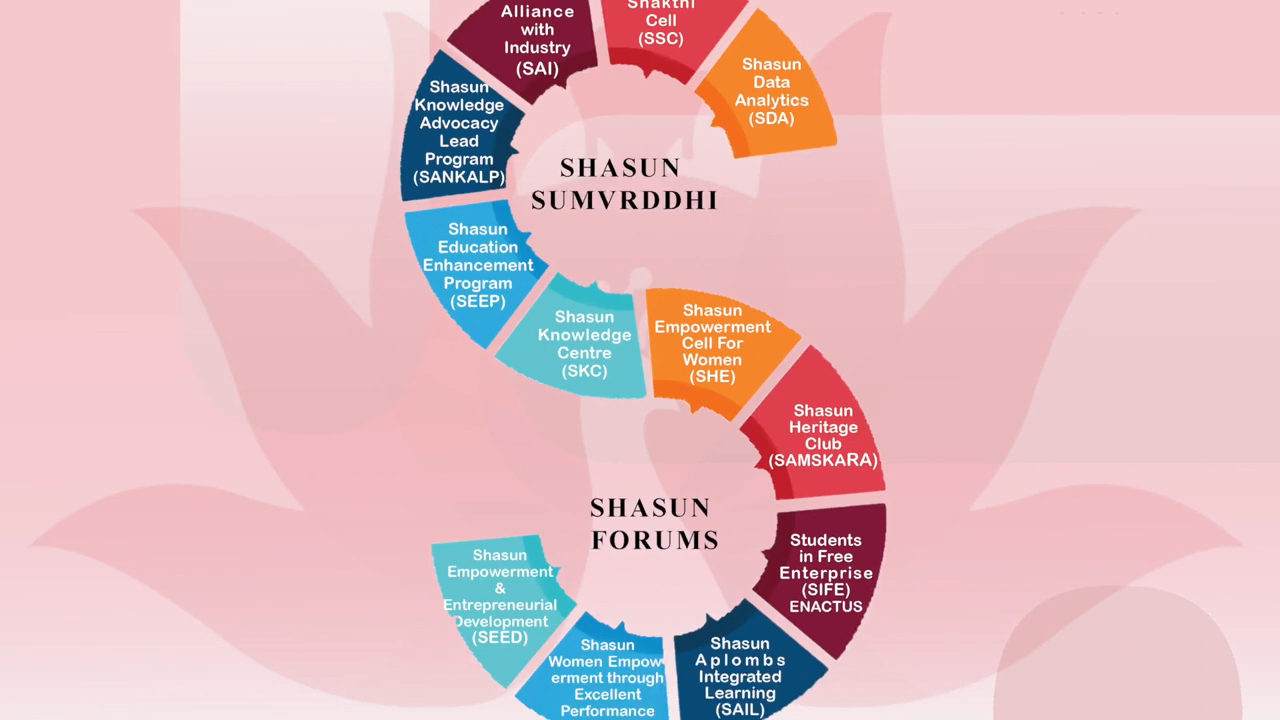 Alliance
with
Industry
(SAI)
Shakthi
Cell
(SSC)
Shasun
Data
Analytics
(SDA)
Shasun
Knowledge
Advocacy
Lead
Program
(SANKALP)
SHASUN
SUMVRDDHI
Shasun
Education
Enhancement
Program
(SEEP)
Shasun
Knowledge
Centre
(SKC)
Shasun
Empowerment
Cell For
Women
(SHE)
Shasun
Heritage
Club
(SAMSKARA)
SHASUN
FORUMS
Students
in Free
Enterprise
(SIFE)
ENACTUS
Shasun
Aplombs
Integrated
Learning
(SAIL)
Shasun
Women Empow
erment through
Excellent
Performance
Shasun
Empowerment
&
Entrepreneurial
Development
(SEED)